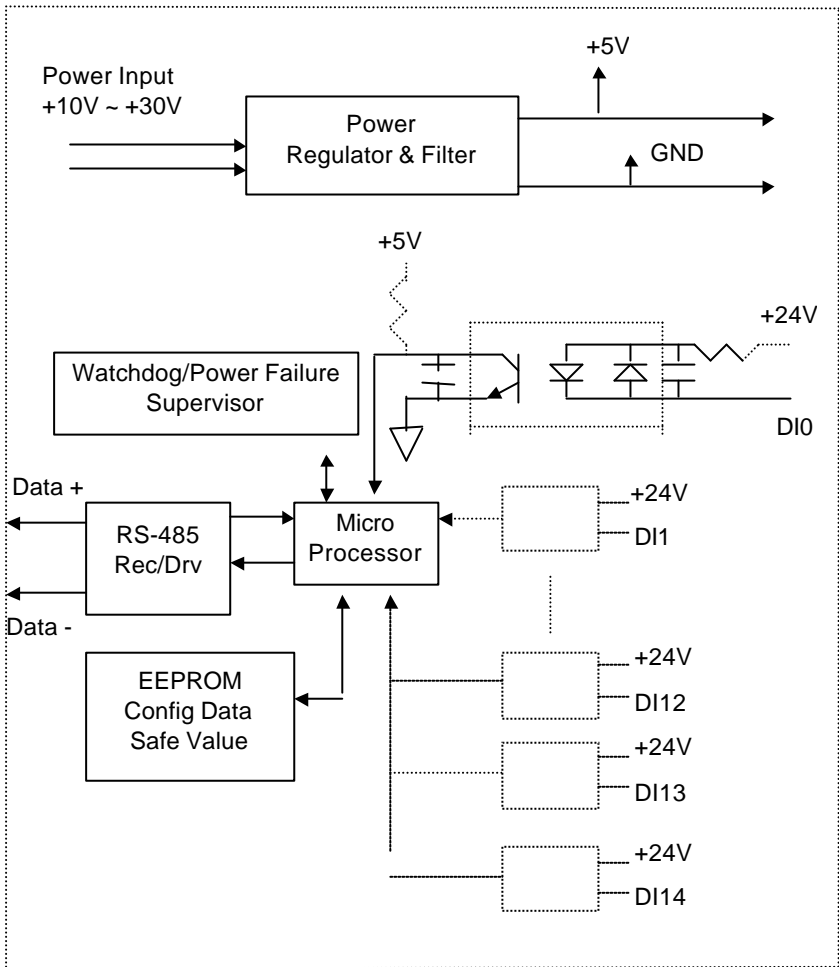 +5V
Power Input
+10V ~ +30V
Power
Regulator & Filter
GND
+5V
+24V
Watchdog/Power Failure
Supervisor
DI0
Data +
RS-485
Rec/Drv
Micro
Processor
+24V
DI1
Data -
EEPROM
Config Data
Safe Value
+24V
DI12
+24V
DI13
+24V
DI14